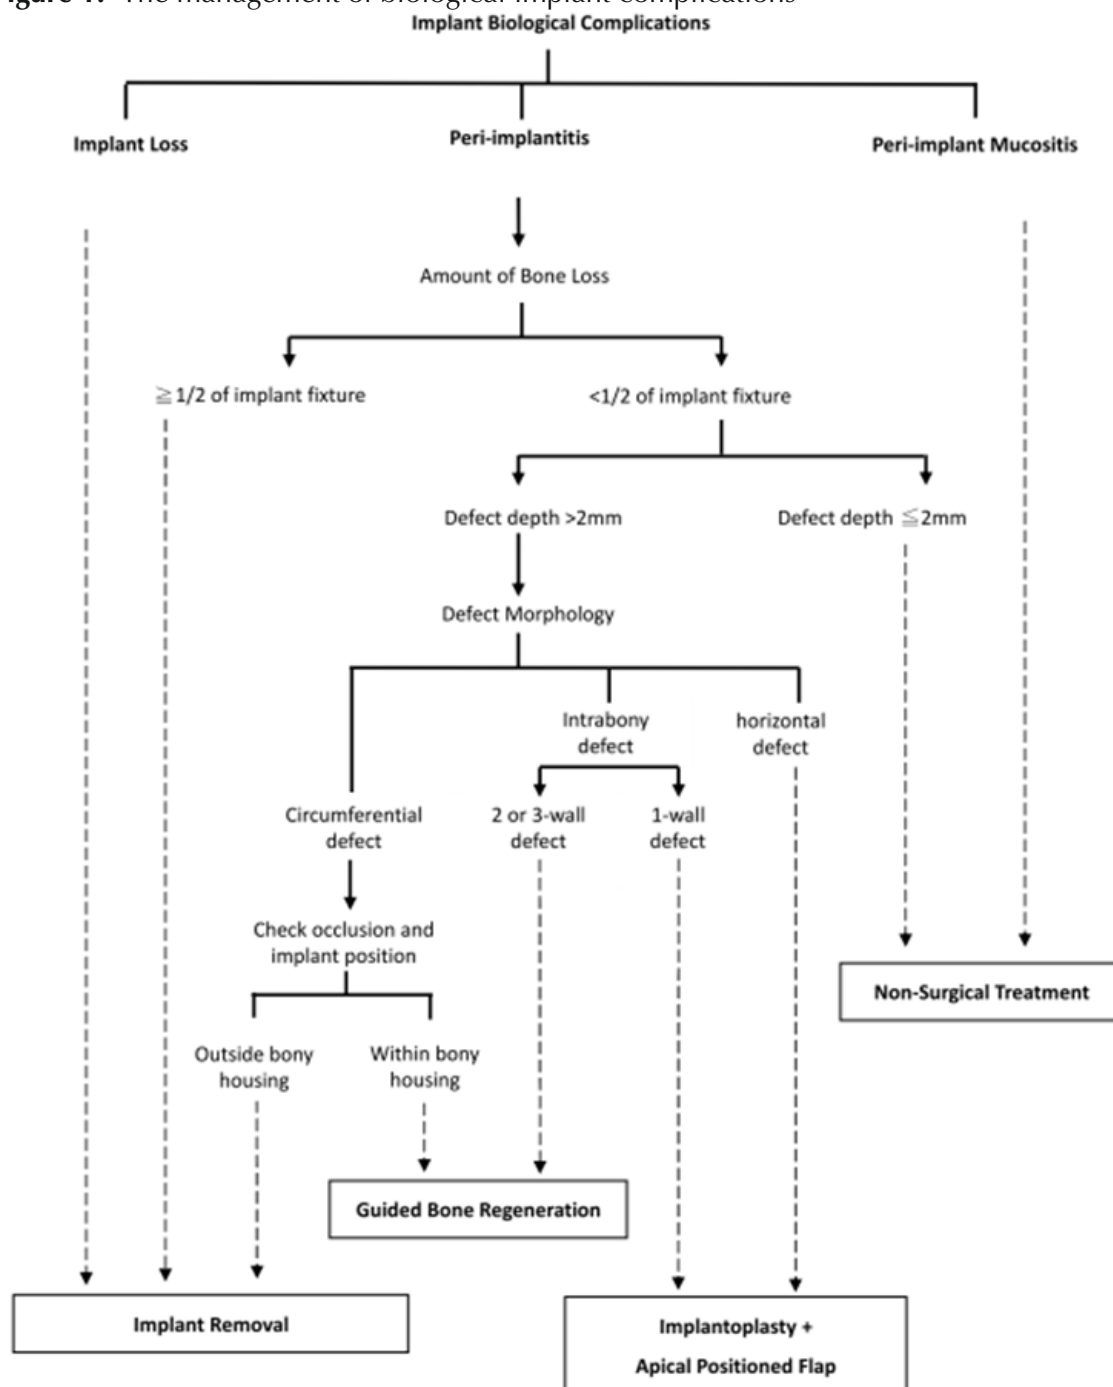 Figure 1. The management of biological implant complications
Implant Biological Complications
Implant Loss
Peri-implantitis
Peri-implant Mucositis
Amount of Bone Loss
≧1/2 of implant fixture
<1/2 of implant fixture
Defect depth >2mm
Defect depth ≦2mm
Defect Morphology
Intrabony
defect
horizontal
defect
Circumferential
defect
2 or 3-wall
defect
1-wall
defect
Check occlusion and
implant position
Outside bony
housing
Within bony
housing
Non-Surgical Treatment
Guided Bone Regeneration
Implant Removal
Implantoplasty +
Apical Positioned Flap